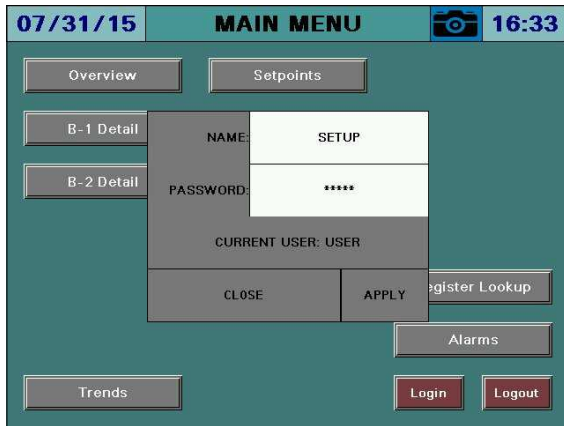 07/31/15 MAIN MENU 16:33
Overview Setpoints
B-1 Detail
NAME: SETUP
B-2 Detail
PASSWORD: *****
CURRENT USER: USER
CLOSE APPLY
egister Lookup
Alarms
Trends Login Logout